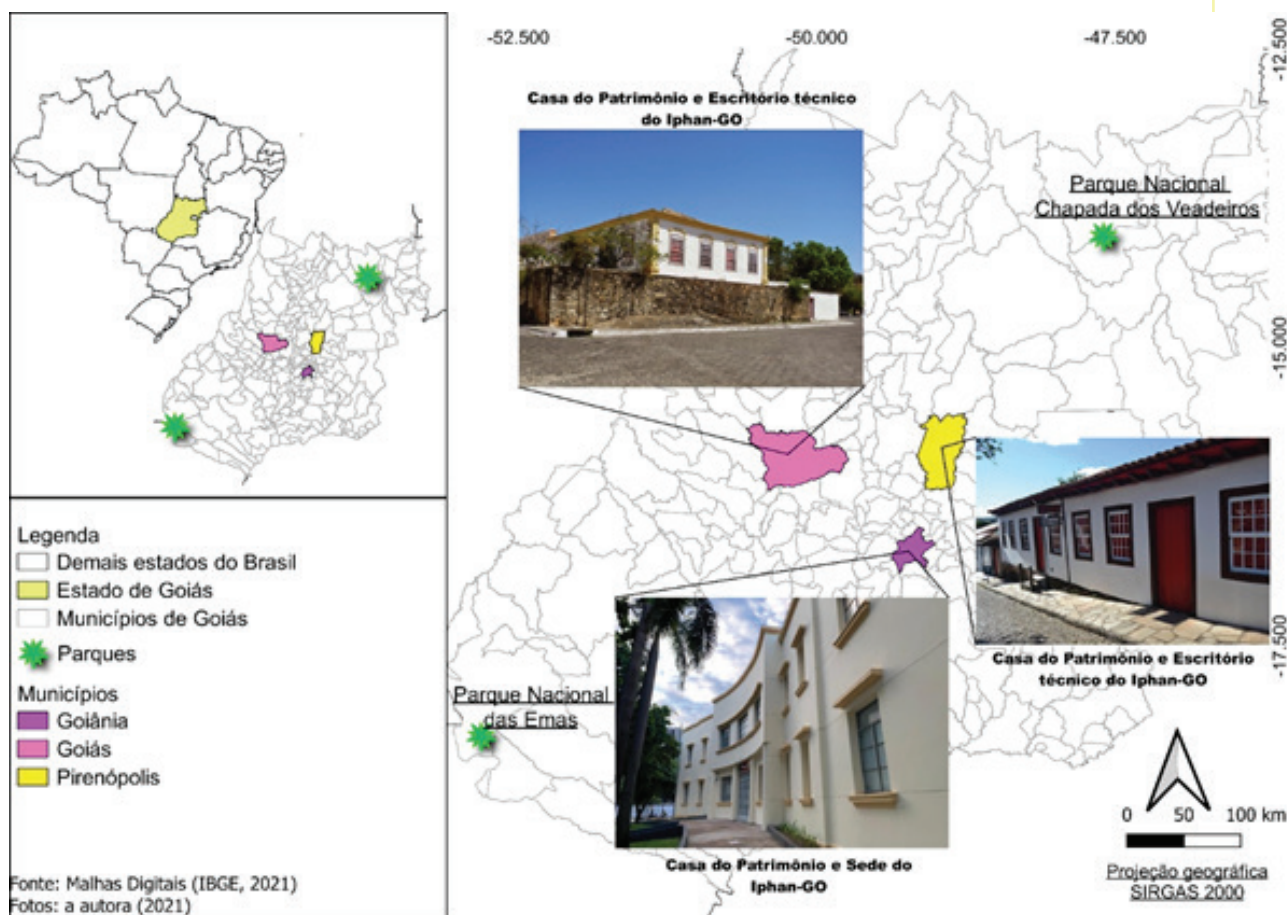 -52.500
-50.000
-47.500
-12.500
Casa do Patrimônio e Escritório técnico
do Iphan-GO
Parque Nacional
Chapada dos Veadeiros
-15.000
-17.500
Casa do Patrimônio e Escritório
técnico do Iphan-GO
Parque Nacional
das Emas
Casa do Patrimônio e Sede do
Iphan-GO
0 50 100 km
Projeção geográfica
SIRGAS 2000
Legenda
Demais estados do Brasil
Estado de Goiás
Municípios de Goiás
Parques
Municípios
Goiânia
Goiás
Pirenópolis
Fonte: Malhas Digitais (IBGE, 2021)
Fotos: a autora (2021)